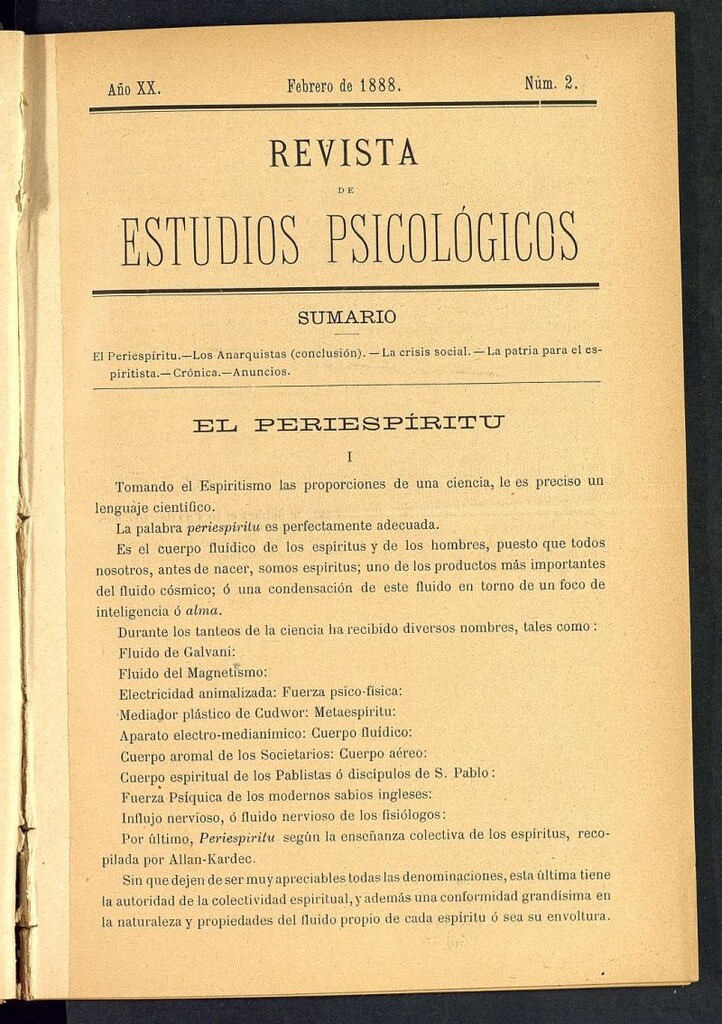 Año XX. Febrero de 1888. Núm. 2.
REVISTA
DE
ESTUDIOS PSICOLÓGICOS
SUMARIO
El Periespíritu.—Los Anarquistas (conclusión).—La crisis social.—La patria para el es-
piritista.—Crónica.—Anuncios.
EL PERIESPÍRITU
I
Tomando el Espiritismo las proporciones de una ciencia, le es preciso un
lenguaje científico.
La palabra periespíritu es perfectamente adecuada.
Es el cuerpo fluídico de los espíritus y de los hombres, puesto que todos
nosotros, antes de nacer, somos espíritus; uno de los productos más importantes
del fluido cósmico; ó una condensación de este fluido en torno de un foco de
inteligencia ó alma.
Durante los tanteos de la ciencia ha recibido diversos nombres, tales como:
Fluido de Galvani:
Fluido del Magnetismo:
Electricidad animalizada: Fuerza psico-física:
Mediador plástico de Cudwor: Metaespíritu:
Aparato electro-medianímico: Cuerpo fluídico:
Cuerpo aromal de los Societarios: Cuerpo aéreo:
Cuerpo espiritual de los Pablistas ó discípulos de S. Pablo:
Fuerza Psíquica de los modernos sabios ingleses:
Influjo nervioso, ó fluido nervioso de los fisiólogos:
Por último, Periespíritu según la enseñanza colectiva de los espíritus, reco-
pilada por Allan-Kardec.
Sin que dejen de ser muy apreciables todas las denominaciones, esta última tiene
la autoridad de la colectividad espiritual, y además una conformidad grandísima en
la naturaleza y propiedades del fluido propio de cada espíritu ó sea su envoltura.